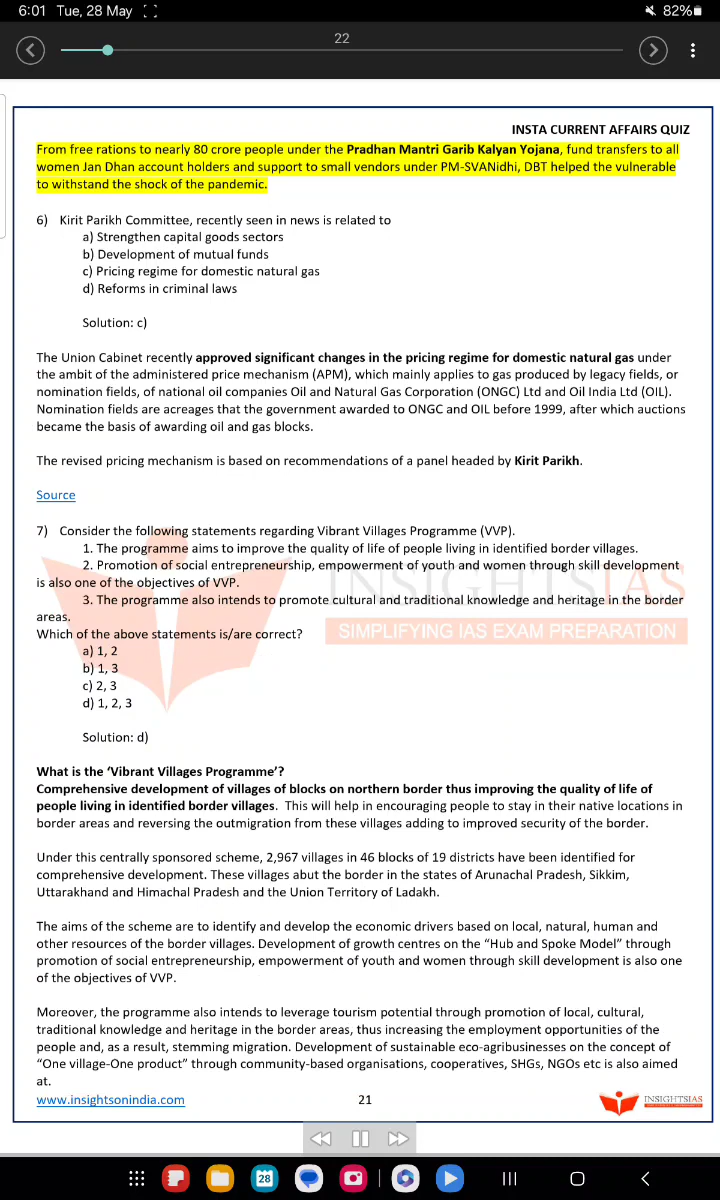 6:01 Tue, 28 May
82%
22
INSTA CURRENT AFFAIRS QUIZ
From free rations to nearly 80 crore people under the Pradhan Mantri Garib Kalyan Yojana, fund transfers to all
women Jan Dhan account holders and support to small vendors under PM-SVANidhi, DBT helped the vulnerable
to withstand the shock of the pandemic.
6) Kirit Parikh Committee, recently seen in news is related to
a) Strengthen capital goods sectors
b) Development of mutual funds
c) Pricing regime for domestic natural gas
d) Reforms in criminal laws
Solution: c)
The Union Cabinet recently approved significant changes in the pricing regime for domestic natural gas under
the ambit of the administered price mechanism (APM), which mainly applies to gas produced by legacy fields, or
nomination fields, of national oil companies Oil and Natural Gas Corporation (ONGC) Ltd and Oil India Ltd (OIL).
Nomination fields are acreages that the government awarded to ONGC and OIL before 1999, after which auctions
became the basis of awarding oil and gas blocks.
The revised pricing mechanism is based on recommendations of a panel headed by Kirit Parikh.
Source
7) Consider the following statements regarding Vibrant Villages Programme (VVP).
1. The programme aims to improve the quality of life of people living in identified border villages.
2. Promotion of social entrepreneurship, empowerment of youth and women through skill development
is also one of the objectives of VVP.
INSIGHTSIAS
3. The programme also intends to promote cultural and traditional knowledge and heritage in the border
areas.
SIMPLIFYING IAS EXAM PREPARATION
Which of the above statements is/are correct?
a) 1, 2
b) 1, 3
c) 2, 3
d) 1, 2, 3
Solution: d)
What is the ‘Vibrant Villages Programme’?
Comprehensive development of villages of blocks on northern border thus improving the quality of life of
people living in identified border villages. This will help in encouraging people to stay in their native locations in
border areas and reversing the outmigration from these villages adding to improved security of the border.
Under this centrally sponsored scheme, 2,967 villages in 46 blocks of 19 districts have been identified for
comprehensive development. These villages abut the border in the states of Arunachal Pradesh, Sikkim,
Uttarakhand and Himachal Pradesh and the Union Territory of Ladakh.
The aims of the scheme are to identify and develop the economic drivers based on local, natural, human and
other resources of the border villages. Development of growth centres on the “Hub and Spoke Model” through
promotion of social entrepreneurship, empowerment of youth and women through skill development is also one
of the objectives of VVP.
Moreover, the programme also intends to leverage tourism potential through promotion of local, cultural,
traditional knowledge and heritage in the border areas, thus increasing the employment opportunities of the
people and, as a result, stemming migration. Development of sustainable eco-agribusinesses on the concept of
“One village-One product” through community-based organisations, cooperatives, SHGs, NGOs etc is also aimed
at.
www.insightsonindia.com
21
INSIGHTSIAS
28